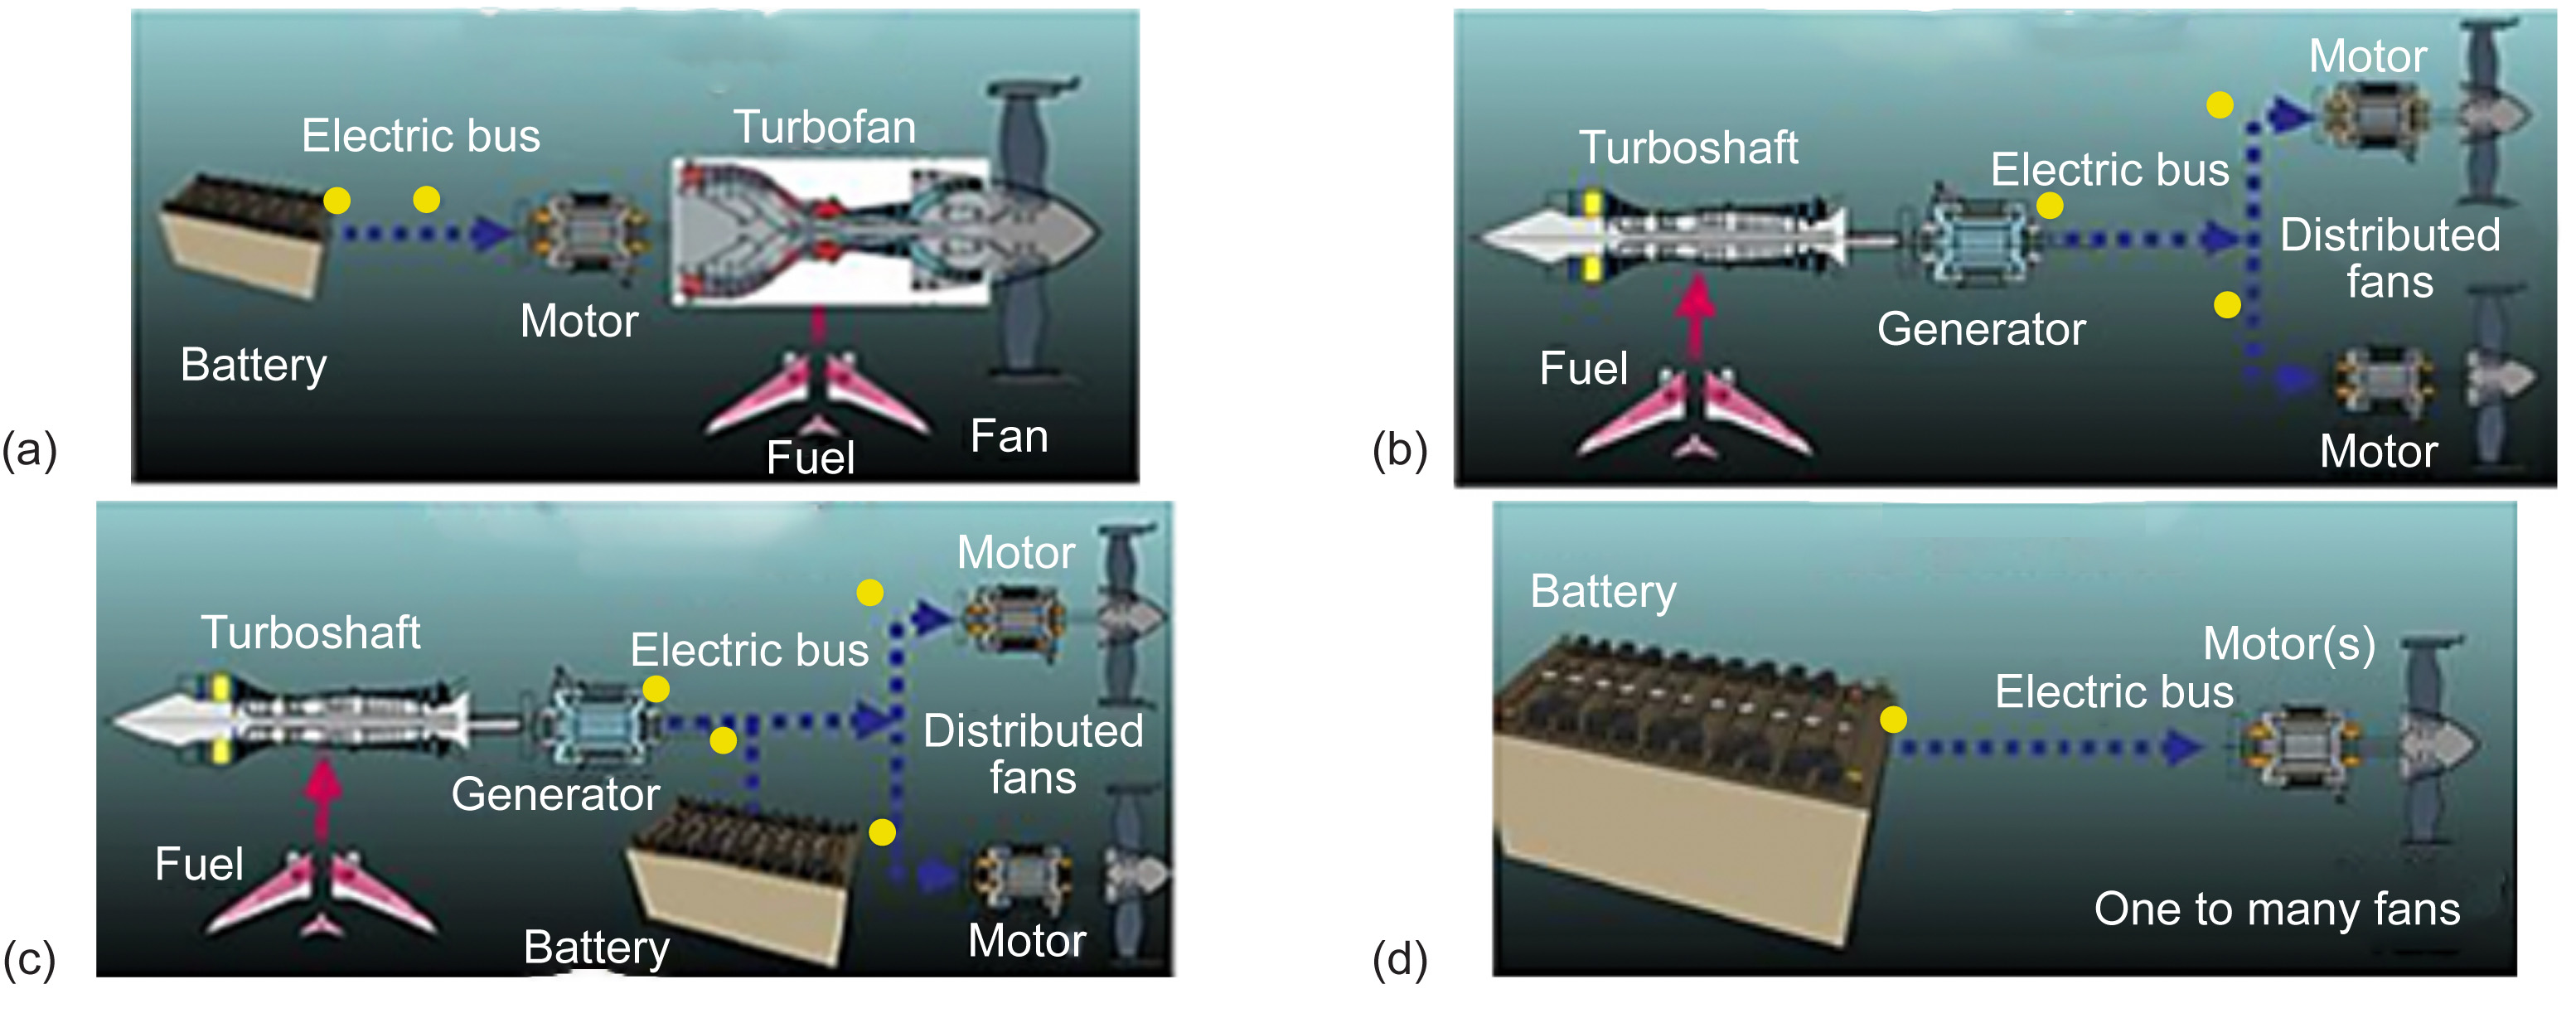 Electric bus
Turbofan
Battery
Motor
Fuel
Fan
(a)
Motor
Turboshaft
Electric bus
Distributed
fans
Generator
Fuel
Motor
(b)
Motor
Turboshaft
Electric bus
Distributed
fans
Generator
Fuel
Battery
Motor
(c)
Battery
Motor(s)
Electric bus
One to many fans
(d)